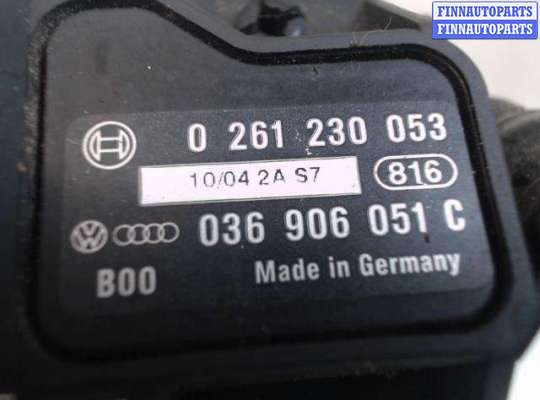 FINNAUTOPARTS
FINNAUTOPARTS
0 261 230 053
10/04 2A S7
816
036 906 051 C
B00
Made in Germany